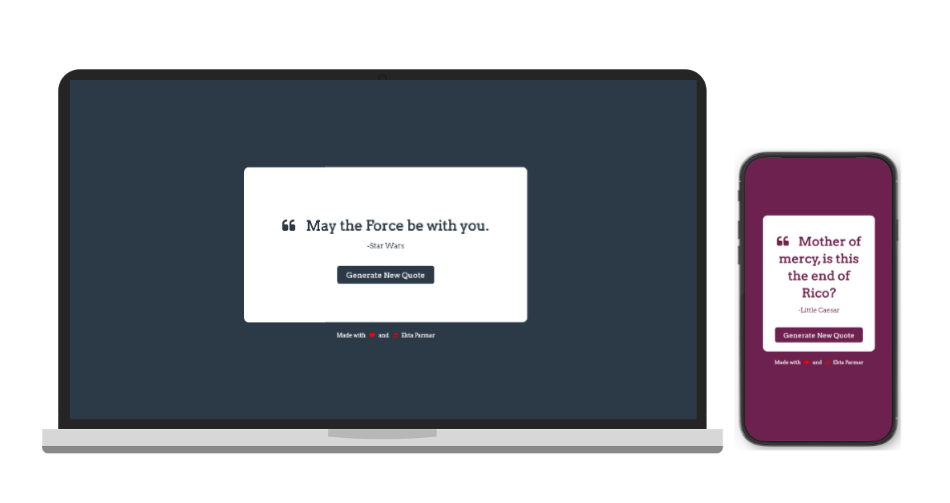 ❝ May the Force be with you.
-Star Wars
Generate New Quote
Made with ❤ and Ekta Parmar
❝ Mother of
mercy, is this
the end of
Rico?
-Little Caesar
Generate New Quote
Made with ❤ and Ekta Parmar